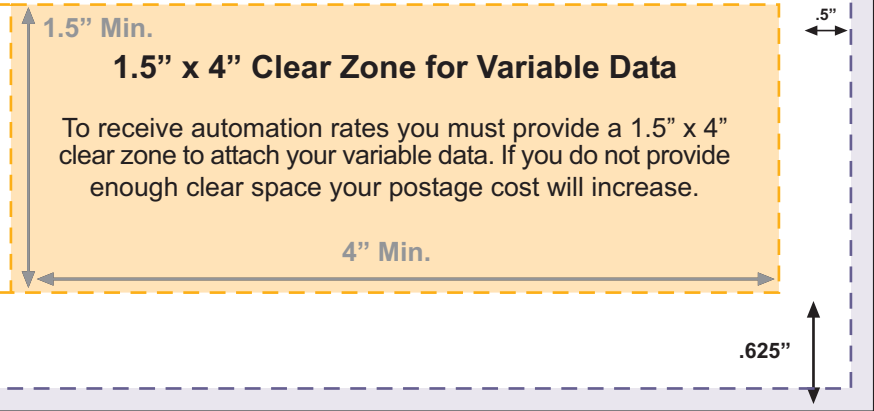 .5”
1.5” Min.
1.5” x 4” Clear Zone for Variable Data
To receive automation rates you must provide a 1.5” x 4”
clear zone to attach your variable data. If you do not provide
enough clear space your postage cost will increase.
4” Min.
.625”